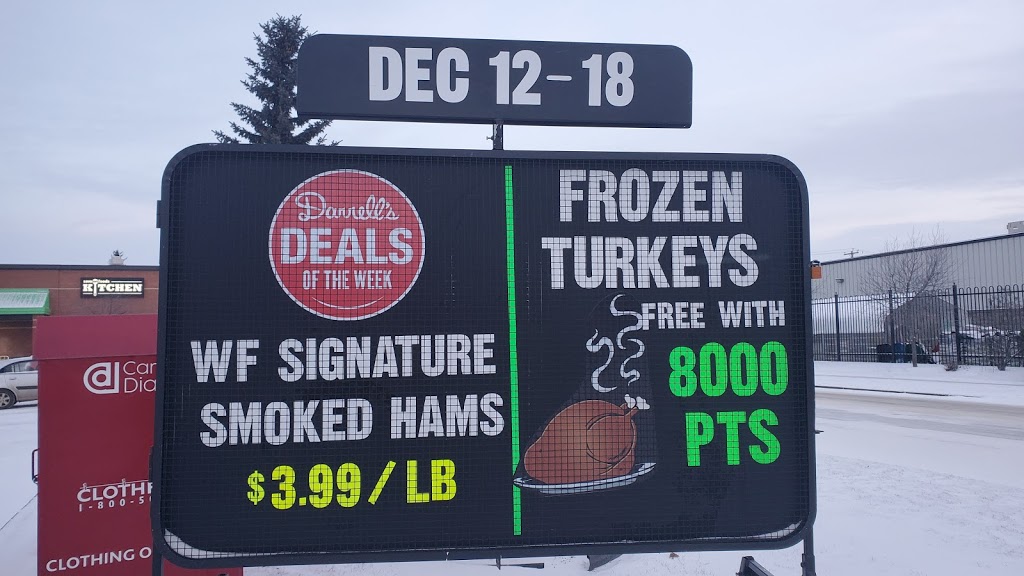 DEC 12-18
Darrell's
DEALS
OF THE WEEK
WF SIGNATURE
SMOKED HAMS
$3.99/LB
FROZEN
TURKEYS
FREE WITH
8000
PTS
KITCHEN
CLOTHING